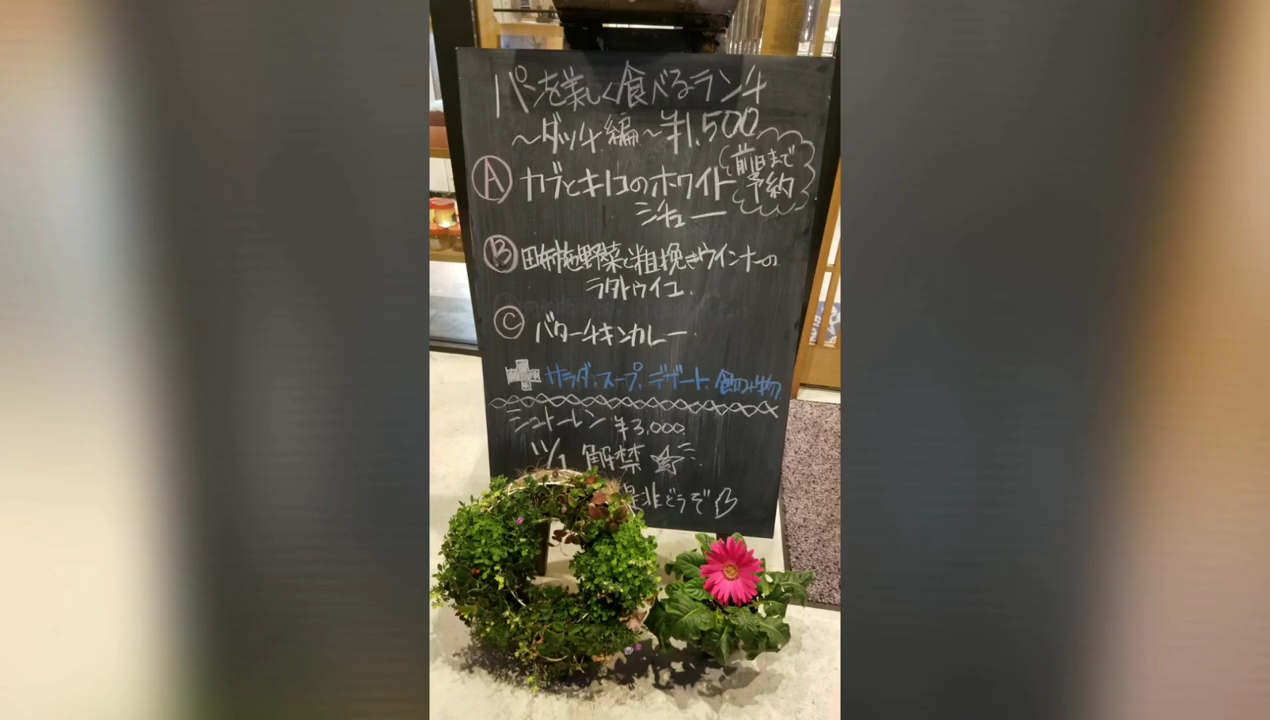 パンを美しく食べるランチ
～ダッチ編～ ¥1,500
Ⓐ カブとキノコのホワイト
シチュー
前日まで
予約
Ⓑ 田村地野菜と粗挽きウインナーの
ラタトゥイユ.
Ⓒ バターチキンカレー.
サラダ.スープ.デザート.飲み物.
シュトーレン ¥3,000.
11/1 解禁
是非どうぞ